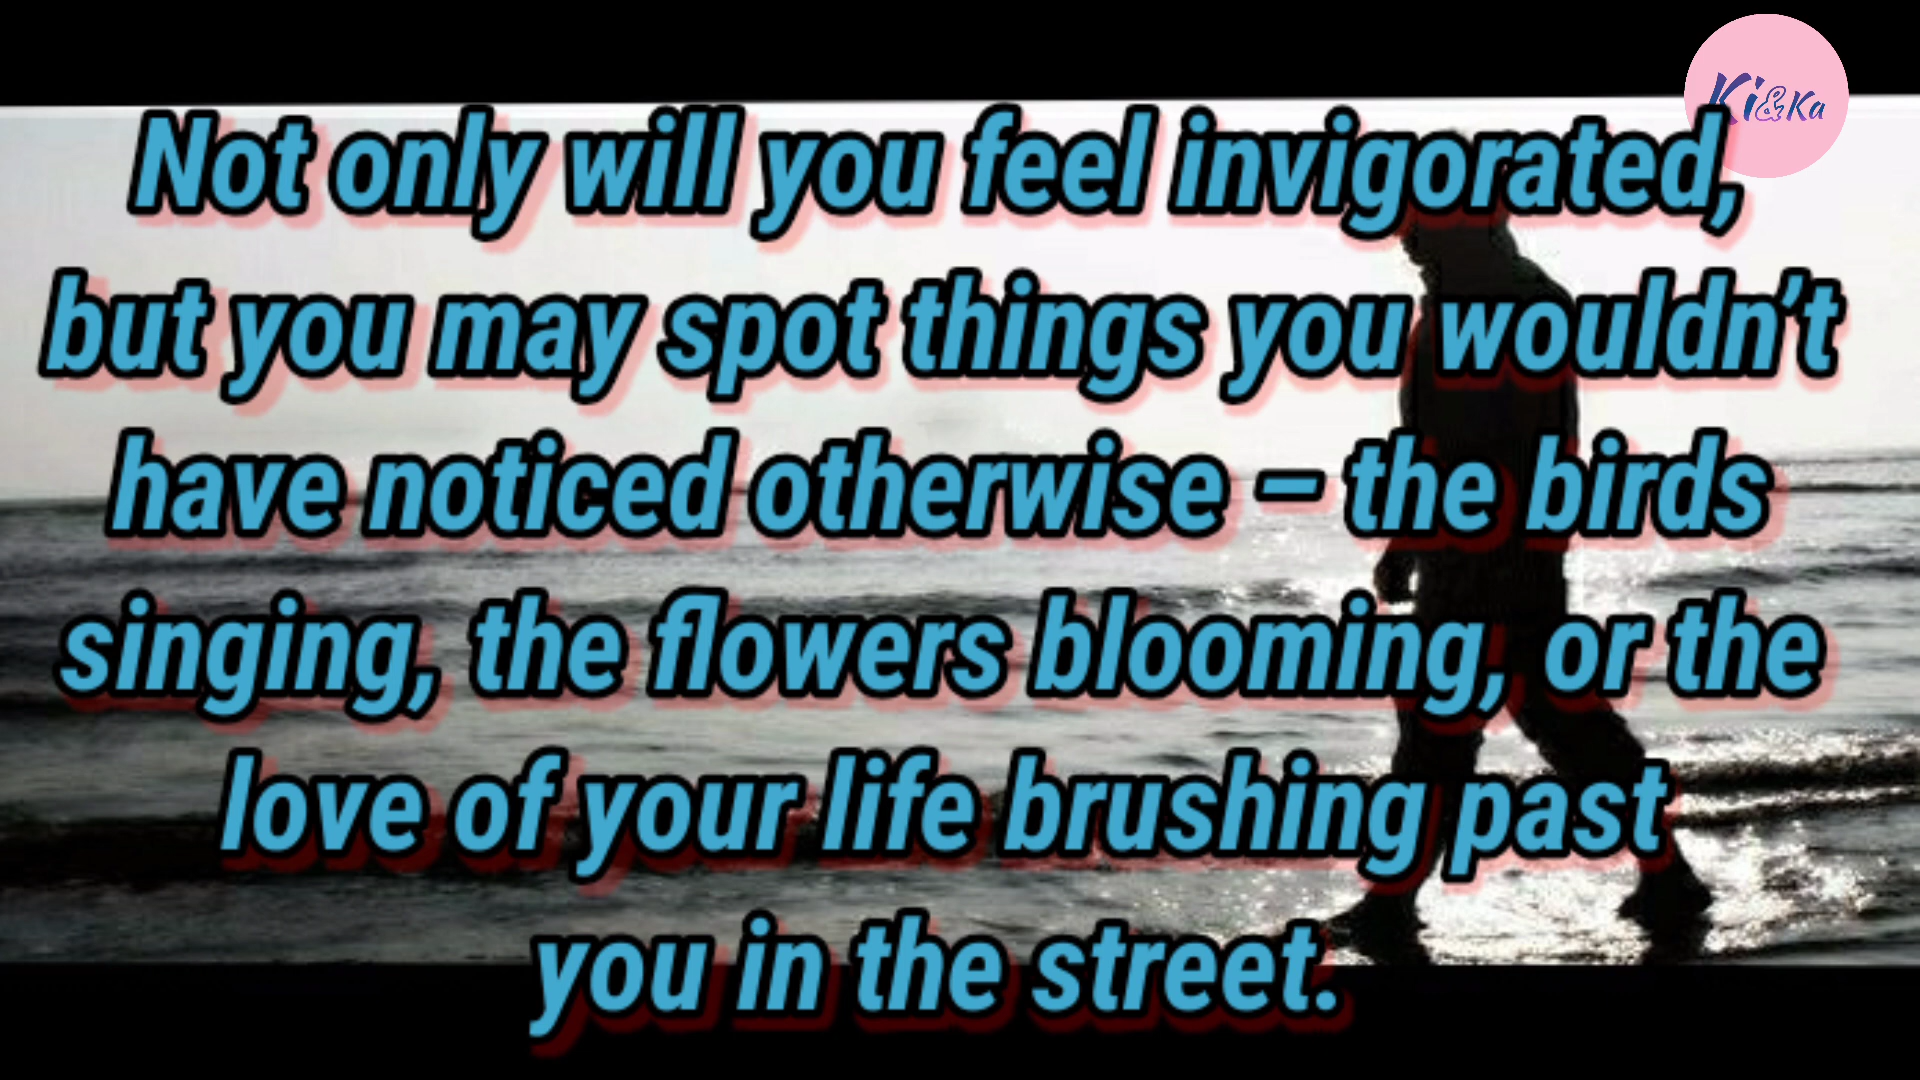 Ki&Ka
Not only will you feel invigorated,
but you may spot things you wouldn’t
have noticed otherwise – the birds
singing, the flowers blooming, or the
love of your life brushing past
you in the street.